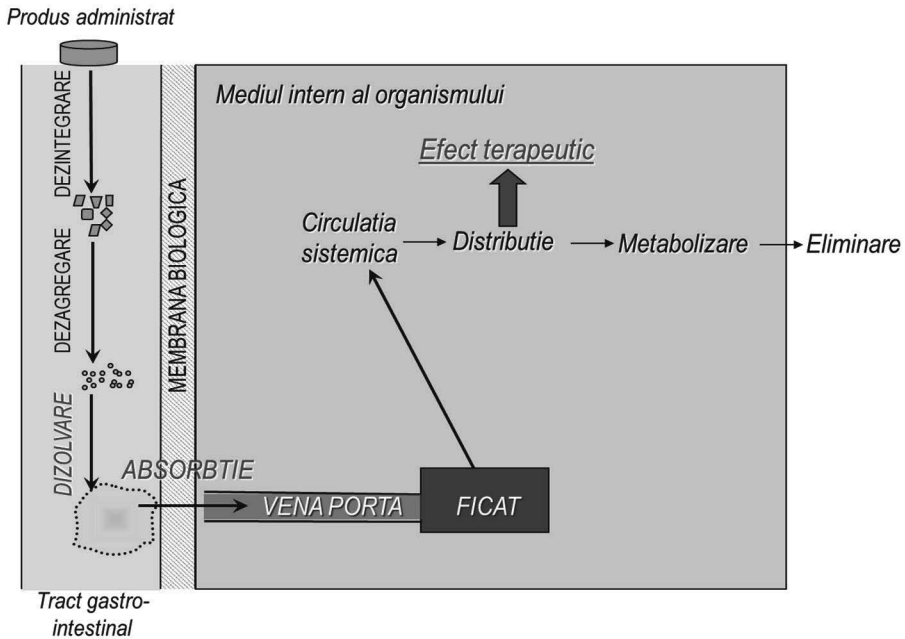 Produs administrat
DEZINTEGRARE
DEZAGREGARE
DIZOLVARE
MEMBRANA BIOLOGICA
Mediul intern al organismului
Efect terapeutic
Circulatia
sistemica
Distributie
Metabolizare
Eliminare
ABSORBTIE
VENA PORTA
FICAT
Tract gastro-
intestinal